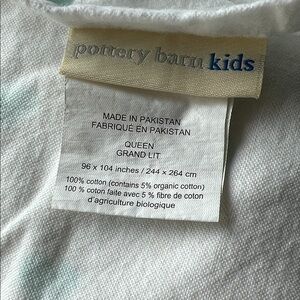 pottery barn kids
MADE IN PAKISTAN
FABRIQUÉ EN PAKISTAN
QUEEN
GRAND LIT
96 x 104 inches / 244 x 264 cm
100% cotton (contains 5% organic cotton)
100 % coton faite avec 5 % fibre de coton
d'agriculture biologique